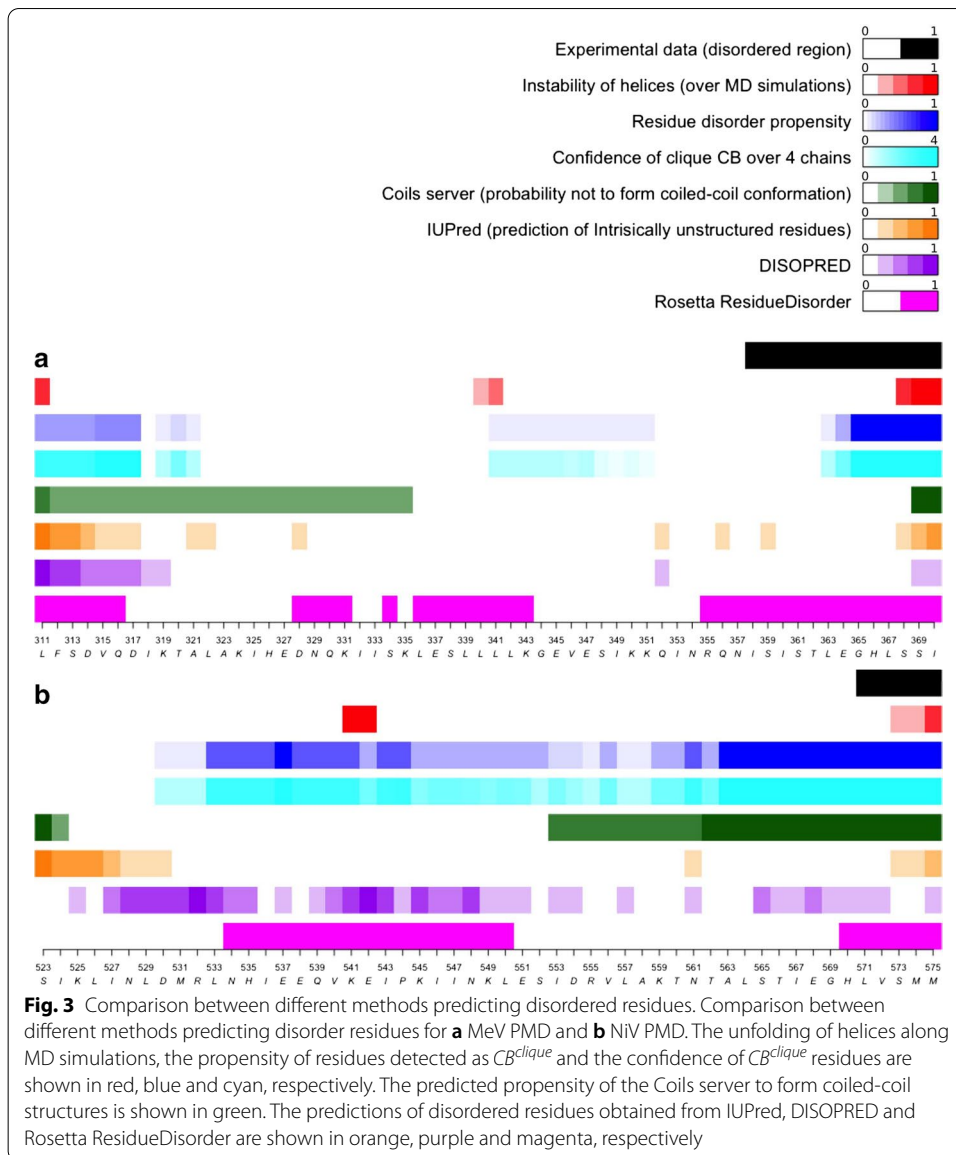 0 1
Experimental data (disordered region)
0 1
Instability of helices (over MD simulations)
0 1
Residue disorder propensity
0 4
Confidence of clique CB over 4 chains
0 1
Coils server (probability not to form coiled-coil conformation)
0 1
IUPred (prediction of Intrisically unstructured residues)
0 1
DISOPRED
0 1
Rosetta ResidueDisorder
a
311 313 315 317 319 321 323 325 327 329 331 333 335 337 339 341 343 345 347 349 351 353 355 357 359 361 363 365 367 369
L F S D V Q D I K T A L A K I H E D N Q K I I S K L E S L L L L K G E V E S I K K Q I N R Q N I S I S T L E G H L S S I
b
523 525 527 529 531 533 535 537 539 541 543 545 547 549 551 553 555 557 559 561 563 565 567 569 571 573 575
S I K L I N L D M R L N H I E E Q V K E I P K I I N K L E S I D R V L A K T N T A L S T I E G H L V S M M
Fig. 3 Comparison between different methods predicting disordered residues. Comparison between
different methods predicting disorder residues for a MeV PMD and b NiV PMD. The unfolding of helices along
MD simulations, the propensity of residues detected as CB^clique and the confidence of CB^clique residues are
shown in red, blue and cyan, respectively. The predicted propensity of the Coils server to form coiled-coil
structures is shown in green. The predictions of disordered residues obtained from IUPred, DISOPRED and
Rosetta ResidueDisorder are shown in orange, purple and magenta, respectively